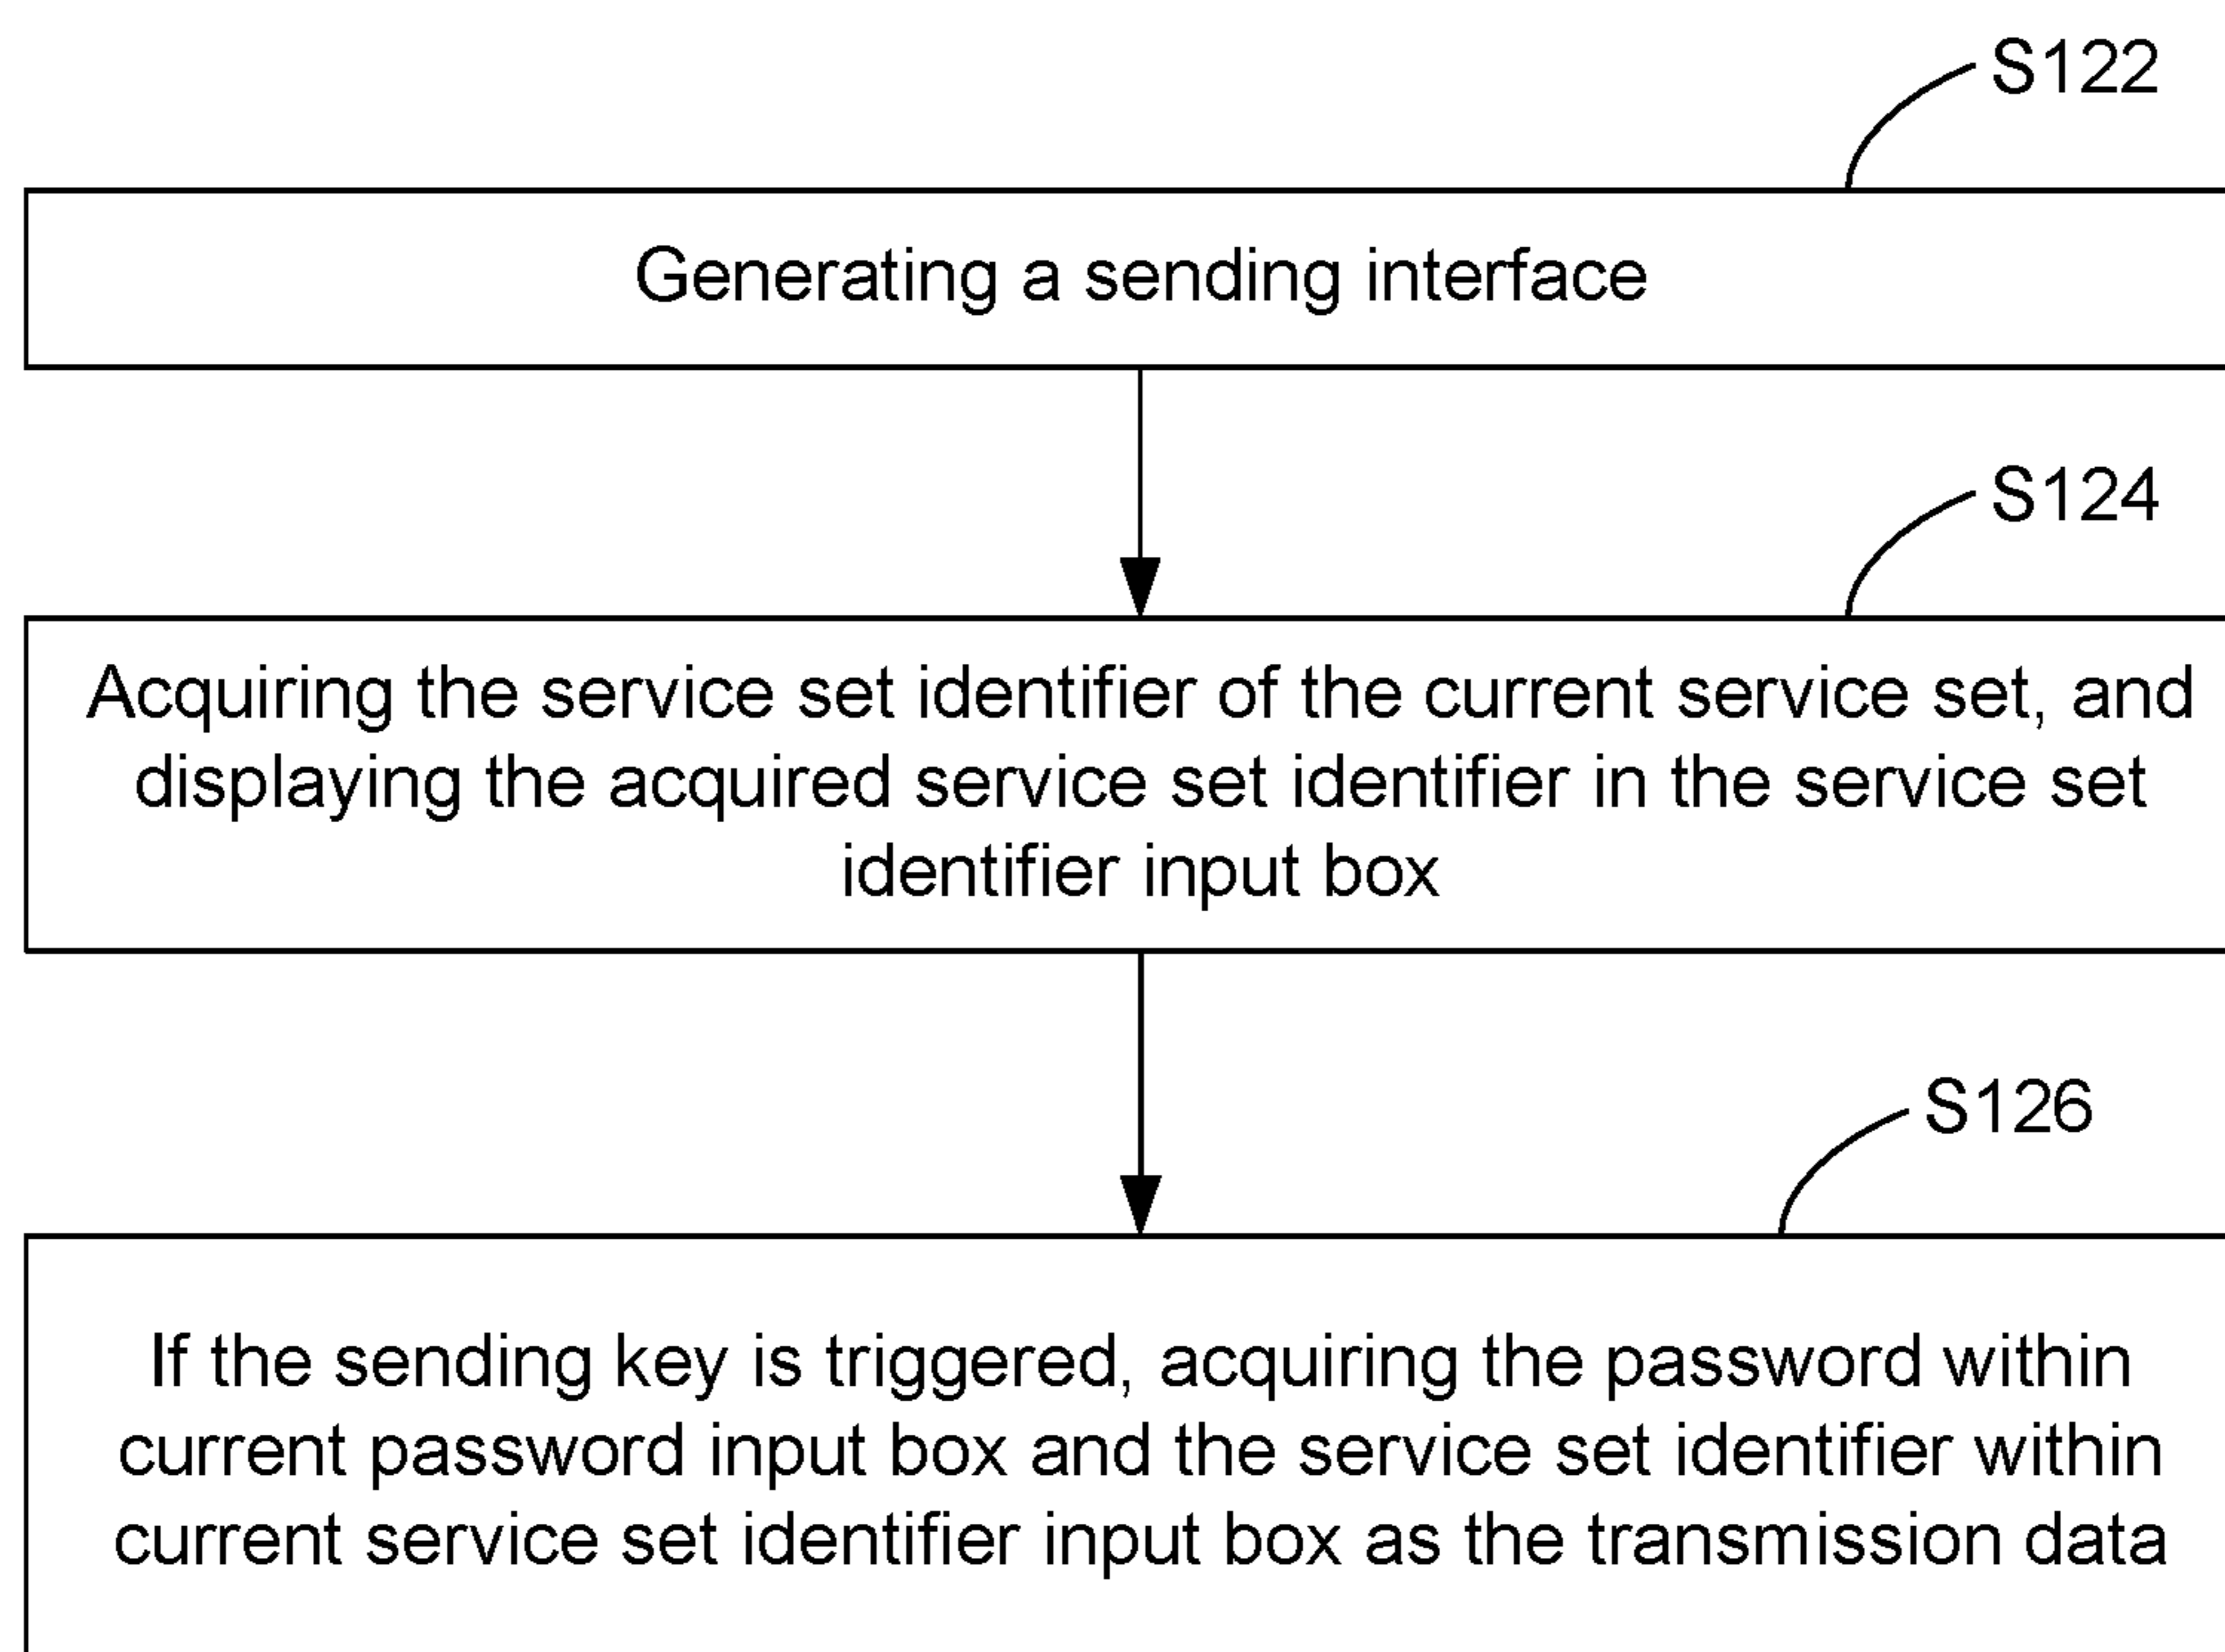 S122
Generating a sending interface
S124
Acquiring the service set identifier of the current service set, and
displaying the acquired service set identifier in the service set
identifier input box
S126
If the sending key is triggered, acquiring the password within
current password input box and the service set identifier within
current service set identifier input box as the transmission data